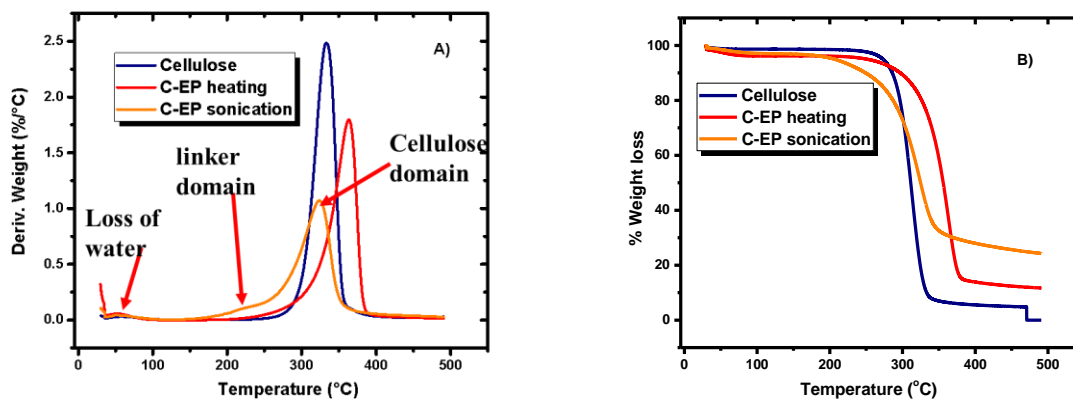 A)
Cellulose
C-EP heating
C-EP sonication
Cellulose
domain
linker
domain
Loss of
water
Deriv. Weight (%/°C)
2.5
2.0
1.5
1.0
0.5
0.0
0 100 200 300 400 500
Temperature (°C)
B)
Cellulose
C-EP heating
C-EP sonication
% Weight loss
100
80
60
40
20
0
0 100 200 300 400 500
Temperature (°C)